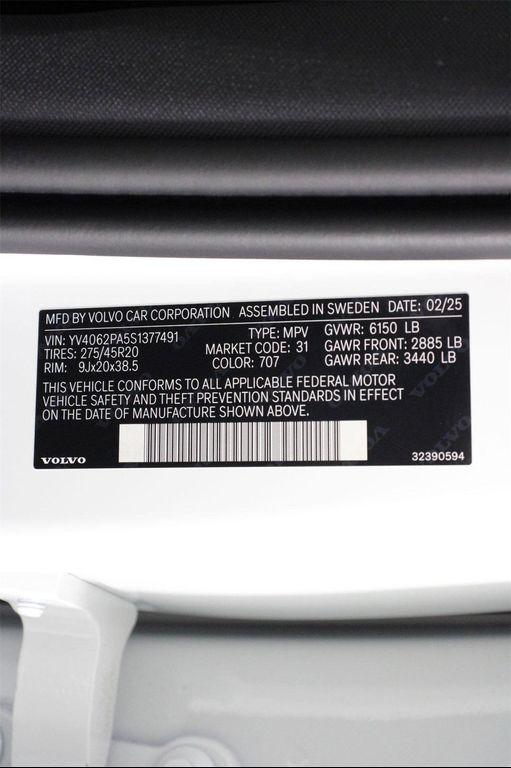 MFD BY VOLVO CAR CORPORATION ASSEMBLED IN SWEDEN DATE: 02/25
VIN: YV4062PA5S1377491 TYPE: MPV GVWR: 6150 LB
TIRES: 275/45R20 MARKET CODE: 31 GAWR FRONT: 2885 LB
RIM: 9Jx20x38.5 COLOR: 707 GAWR REAR: 3440 LB
THIS VEHICLE CONFORMS TO ALL APPLICABLE FEDERAL MOTOR
VEHICLE SAFETY AND THEFT PREVENTION STANDARDS IN EFFECT
ON THE DATE OF MANUFACTURE SHOWN ABOVE.
VOLVO 32390594